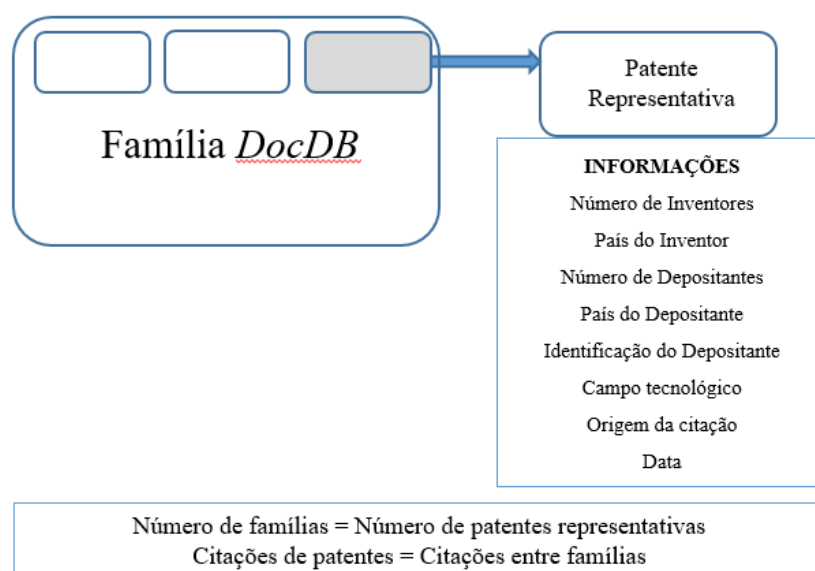 Família DocDB
Patente
Representativa
INFORMAÇÕES
Número de Inventores
País do Inventor
Número de Depositantes
País do Depositante
Identificação do Depositante
Campo tecnológico
Origem da citação
Data
Número de famílias = Número de patentes representativas
Citações de patentes = Citações entre famílias